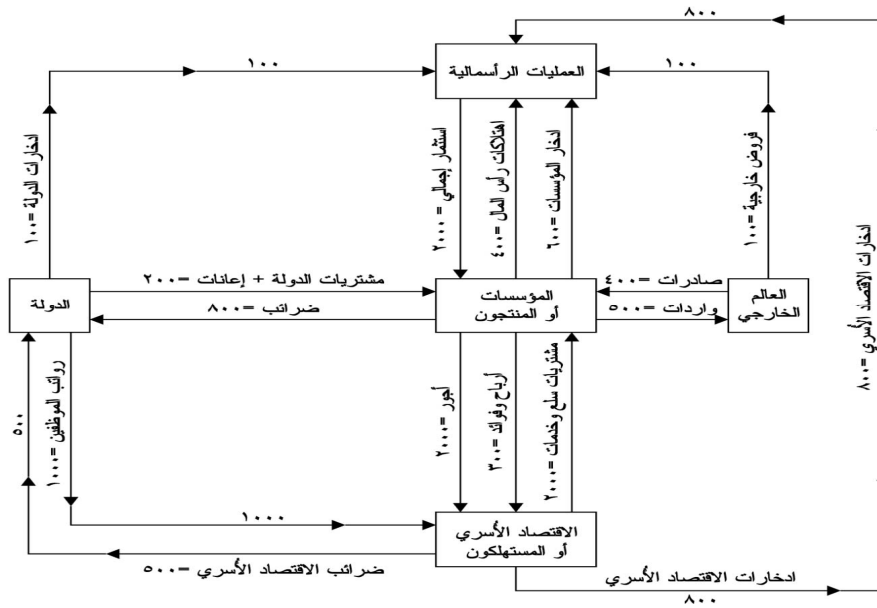 ٨٠٠
العمليات الرأسمالية
١٠٠
١٠٠
ادخارات الدولة =١٠٠
استثمار إجمالي = ٢٠٠٠
اهتلاكات رأس المال =٤٠٠
ادخار المؤسسات =٦٠٠
قروض خارجية =١٠٠
ادخارات الاقتصاد الأسري =٨٠٠
الدولة
مشتريات الدولة + إعانات =٢٠٠
ضرائب =٨٠٠
المؤسسات
أو المنتجون
صادرات =٤٠٠
واردات =٥٠٠
العالم
الخارجي
٥٠٠
رواتب الموظفين =١٠٠٠
أجور =٢٠٠٠
أرباح وفوائد =٣٠٠
مشتريات سلع وخدمات =٢٠٠٠
١٠٠٠
الاقتصاد الأسري
أو المستهلكون
ضرائب الاقتصاد الأسري =٥٠٠
ادخارات الاقتصاد الأسري
٨٠٠